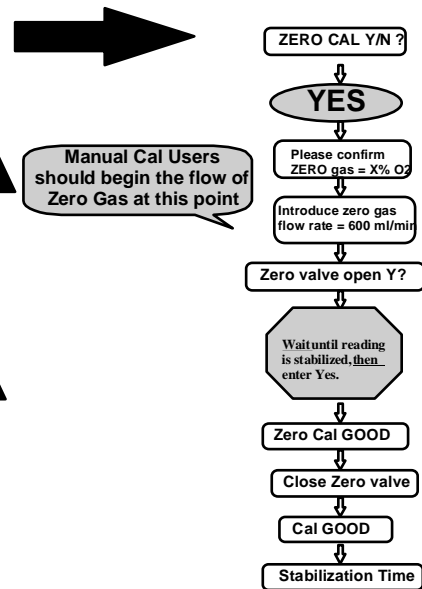 ZERO CAL Y/N ?
YES
Manual Cal Users
should begin the flow of
Zero Gas at this point
Please confirm
ZERO gas = X% O2
Introduce zero gas
flow rate = 600 ml/min
Zero valve open Y?
Wait until reading
is stabilized, then
enter Yes.
Zero Cal GOOD
Close Zero valve
Cal GOOD
Stabilization Time